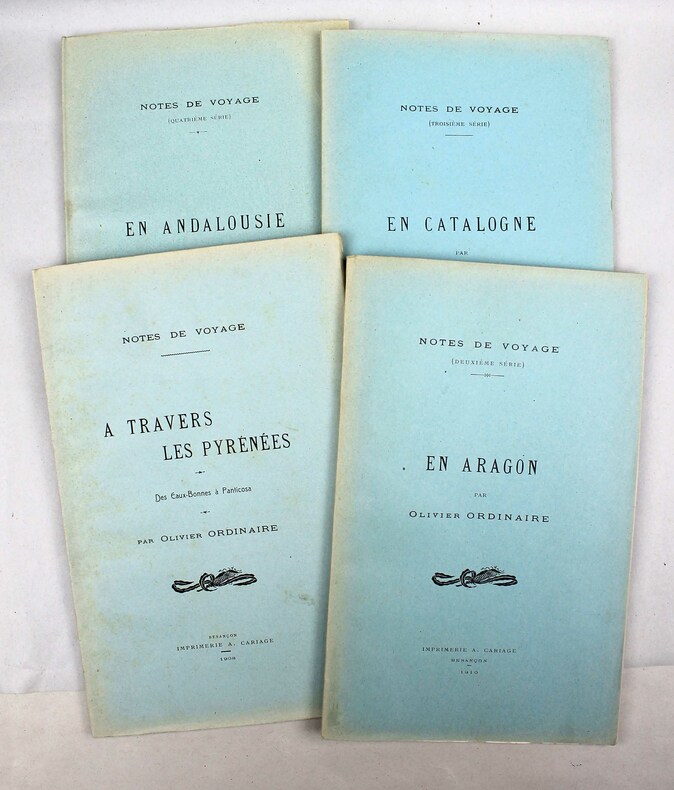 NOTES DE VOYAGE
(QUATRIÈME SÉRIE)
EN ANDALOUSIE
NOTES DE VOYAGE
(TROISIÈME SÉRIE)
EN CATALOGNE
PAR
NOTES DE VOYAGE
A TRAVERS
LES PYRÉNÉES
Des Eaux-Bonnes à Panticosa
PAR OLIVIER ORDINAIRE
BESANÇON
IMPRIMERIE A. CARIAGE
1909
NOTES DE VOYAGE
(DEUXIÈME SÉRIE)
EN ARAGON
PAR
OLIVIER ORDINAIRE
IMPRIMERIE A. CARIAGE
BESANÇON
1910